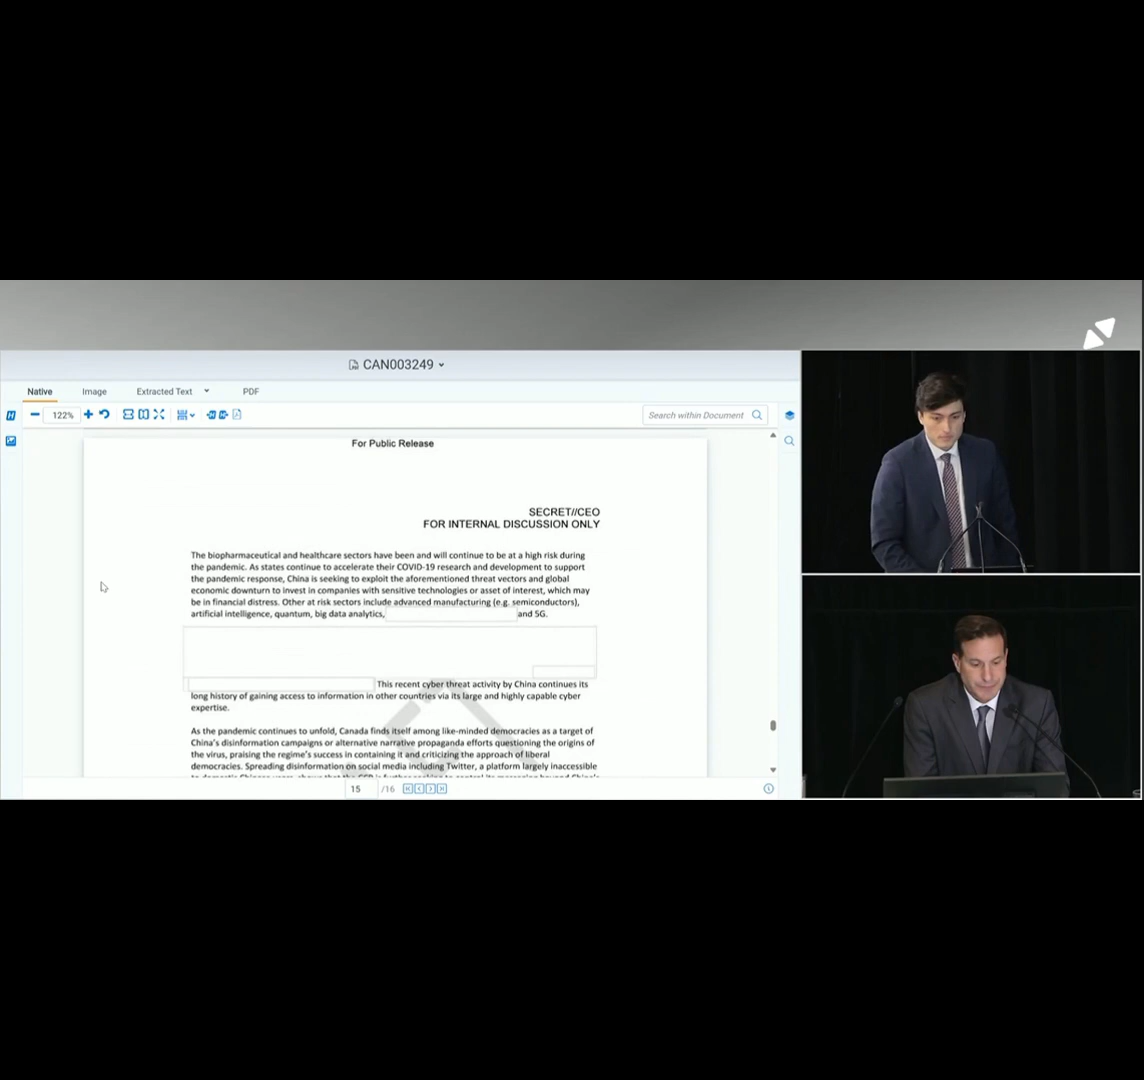 CAN003249
Native
Image
Extracted Text
PDF
122%
Search within Document
For Public Release
SECRET//CEO
FOR INTERNAL DISCUSSION ONLY
The biopharmaceutical and healthcare sectors have been and will continue to be at a high risk during
the pandemic. As states continue to accelerate their COVID-19 research and development to support
the pandemic response, China is seeking to exploit the aforementioned threat vectors and global
economic downturn to invest in companies with sensitive technologies or asset of interest, which may
be in financial distress. Other at risk sectors include advanced manufacturing (e.g. semiconductors),
artificial intelligence, quantum, big data analytics, and 5G.
This recent cyber threat activity by China continues its
long history of gaining access to information in other countries via its large and highly capable cyber
expertise.
As the pandemic continues to unfold, Canada finds itself among like-minded democracies as a target of
China's disinformation campaigns or alternative narrative propaganda efforts questioning the origins of
the virus, praising the regime's success in containing it and criticizing the approach of liberal
democracies. Spreading disinformation on social media including Twitter, a platform largely inaccessible
15 /16